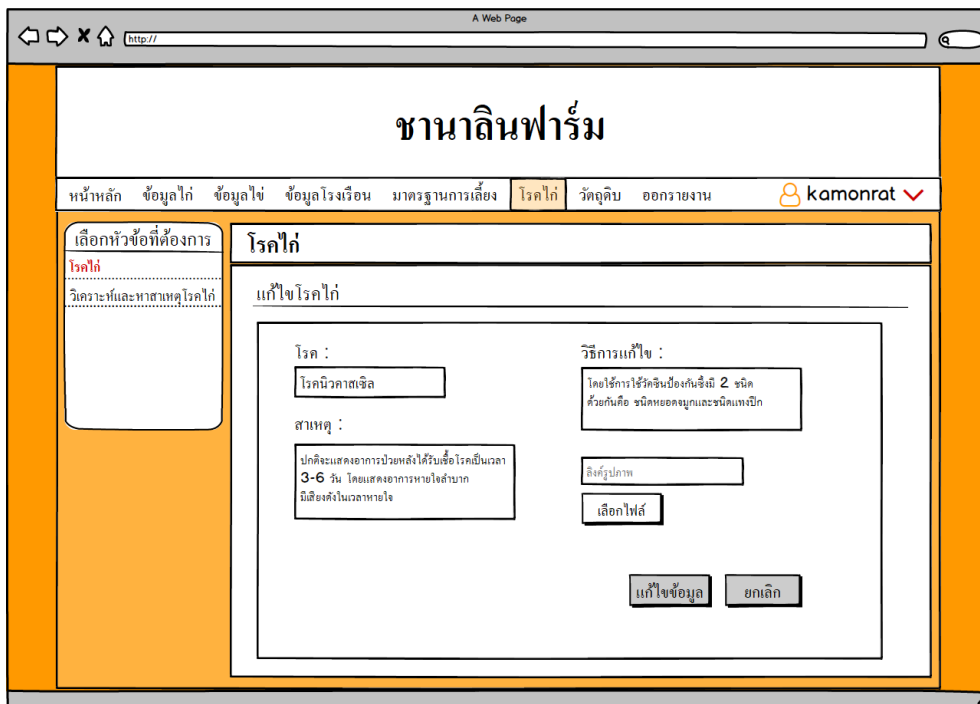 A Web Page
http://
ชานาลินฟาร์ม
หน้าหลัก ข้อมูลไก่ ข้อมูลไข่ ข้อมูลโรงเรือน มาตรฐานการเลี้ยง โรคไก่ วัตถุดิบ ออกรายงาน kamonrat
เลือกหัวข้อที่ต้องการ
โรคไก่
วิเคราะห์และหาสาเหตุโรคไก่
โรคไก่
แก้ไขโรคไก่
โรค :
โรคนิวคาสเซิล
สาเหตุ :
ปกติจะแสดงอาการป่วยหลังได้รับเชื้อโรคเป็นเวลา
3-6 วัน โดยแสดงอาการหายใจลำบาก
มีเสียงดังในเวลาหายใจ
วิธีการแก้ไข :
โดยใช้การใช้วัคซีนป้องกันซึ่งมี 2 ชนิด
ด้วยกันคือ ชนิดหยอดจมูกและชนิดแทงปีก
ลิงค์รูปภาพ
เลือกไฟล์
แก้ไขข้อมูล ยกเลิก